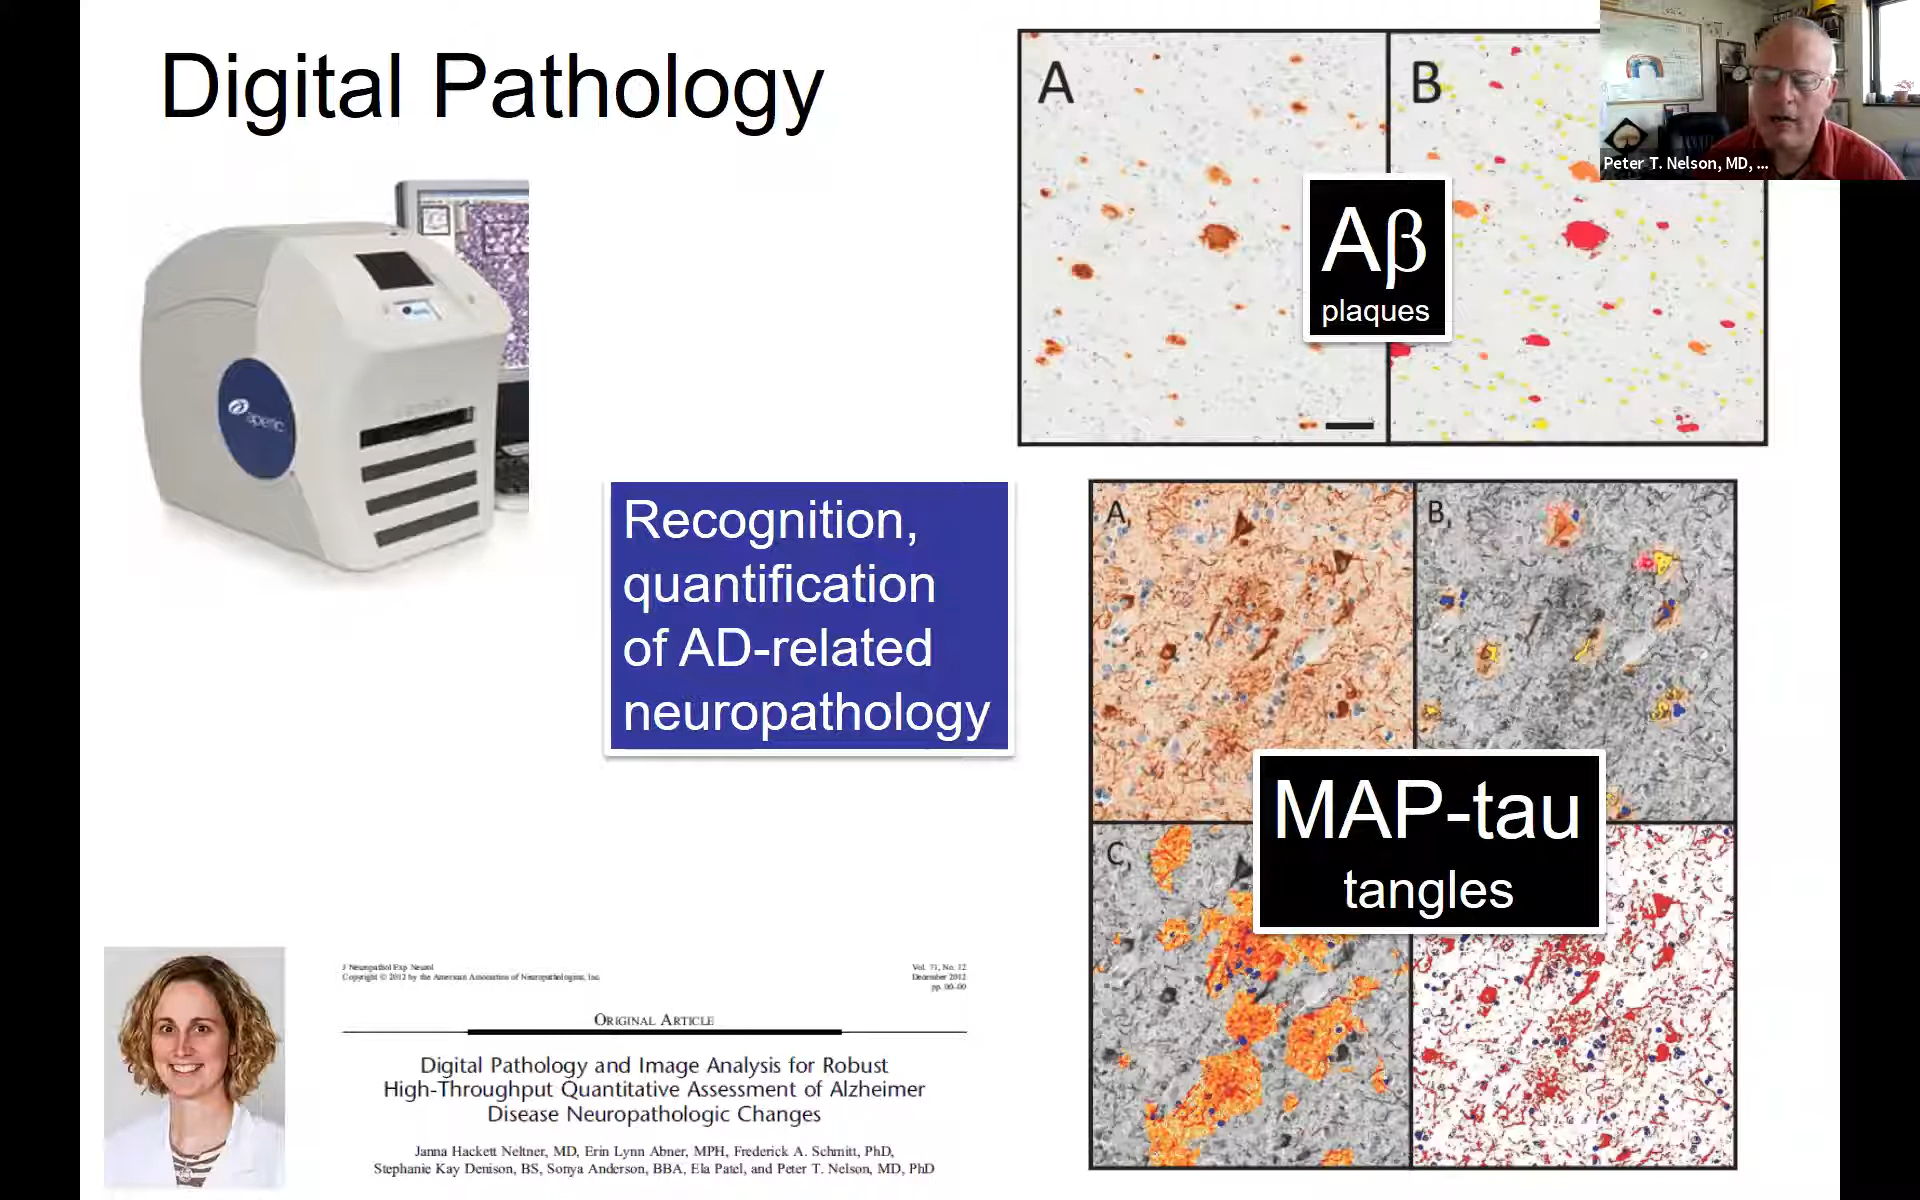 Digital Pathology
A
B
Peter T. Nelson, MD, ...
Aβ
plaques
aperio
Recognition,
quantification
of AD-related
neuropathology
A,
B,
C,
MAP-tau
tangles
J Neuropathol Exp Neurol
Copyright © 2012 by the American Association of Neuropathologists, Inc.
Vol. 71, No. 12
December 2012
pp. 00–00
ORIGINAL ARTICLE
Digital Pathology and Image Analysis for Robust
High-Throughput Quantitative Assessment of Alzheimer
Disease Neuropathologic Changes
Janna Hackett Neltner, MD, Erin Lynn Abner, MPH, Frederick A. Schmitt, PhD,
Stephanie Kay Denison, BS, Sonya Anderson, BBA, Ela Patel, and Peter T. Nelson, MD, PhD